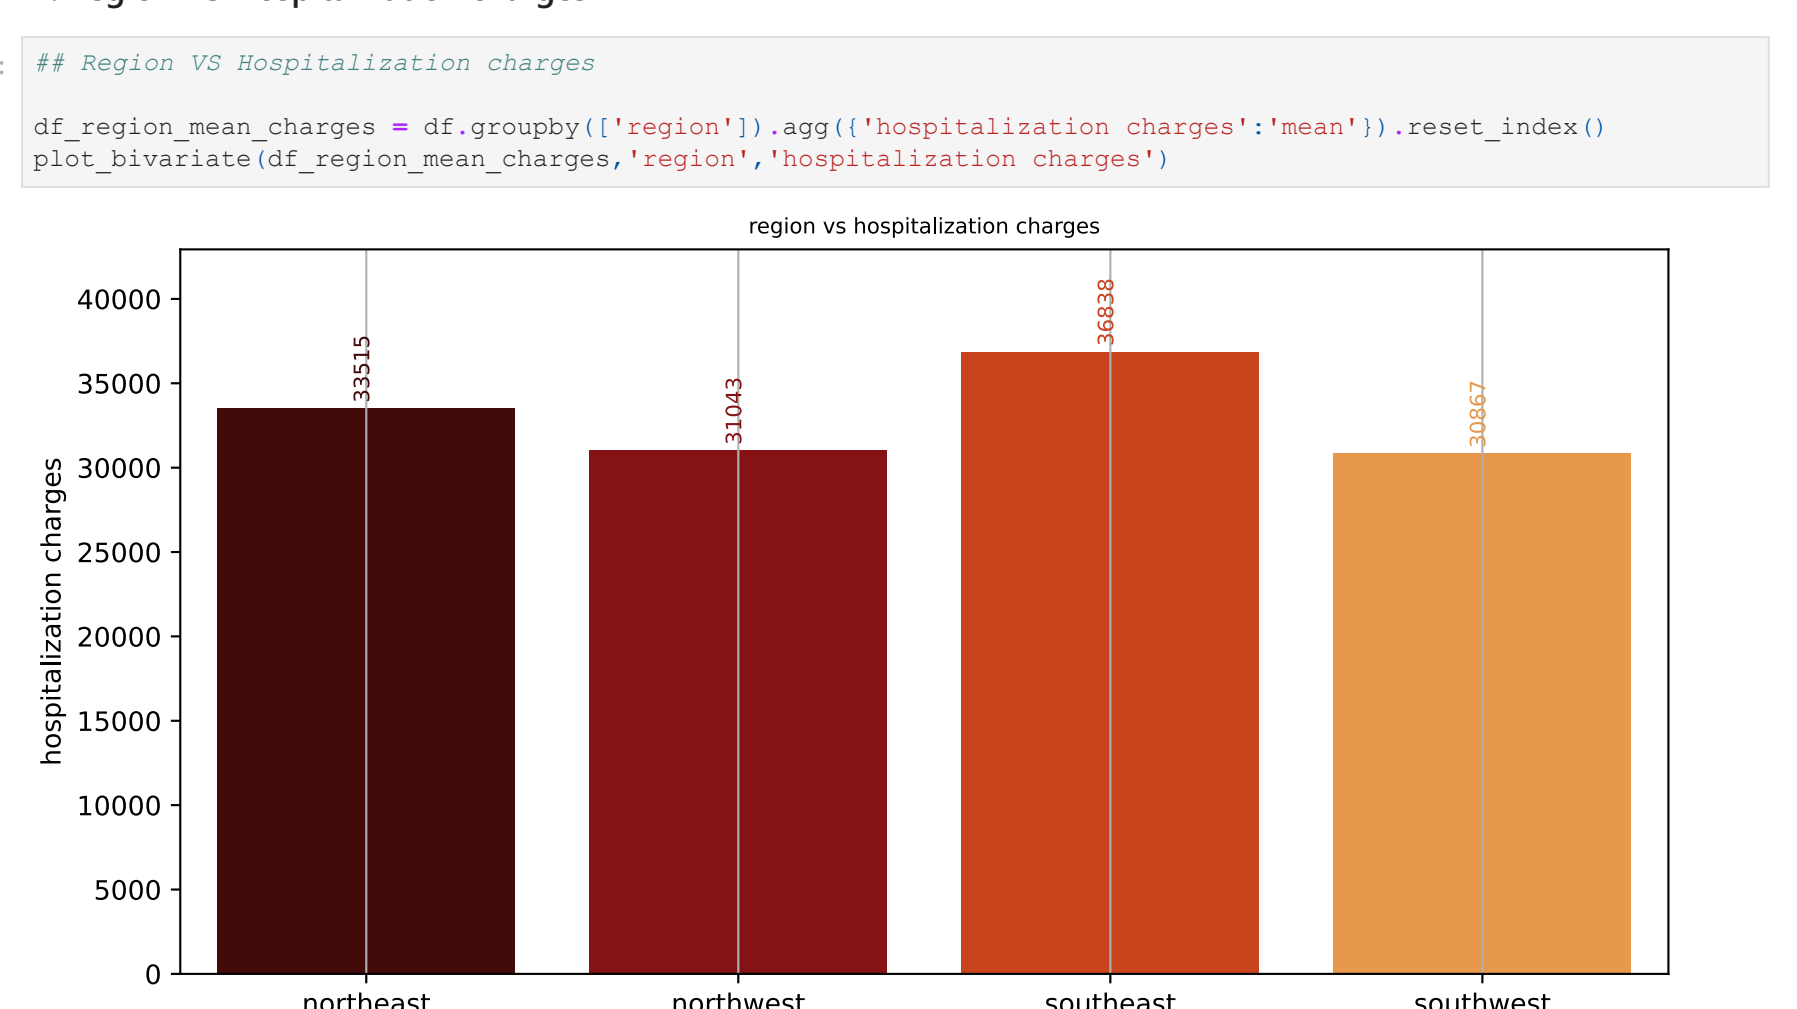 ## Region VS Hospitalization charges
df_region_mean_charges = df.groupby(['region']).agg({'hospitalization charges':'mean'}).reset_index()
plot_bivariate(df_region_mean_charges,'region','hospitalization charges')
region vs hospitalization charges
40000
35000
30000
25000
20000
15000
10000
5000
0
hospitalization charges
33515
31043
36838
30867
northeast northwest southeast southwest